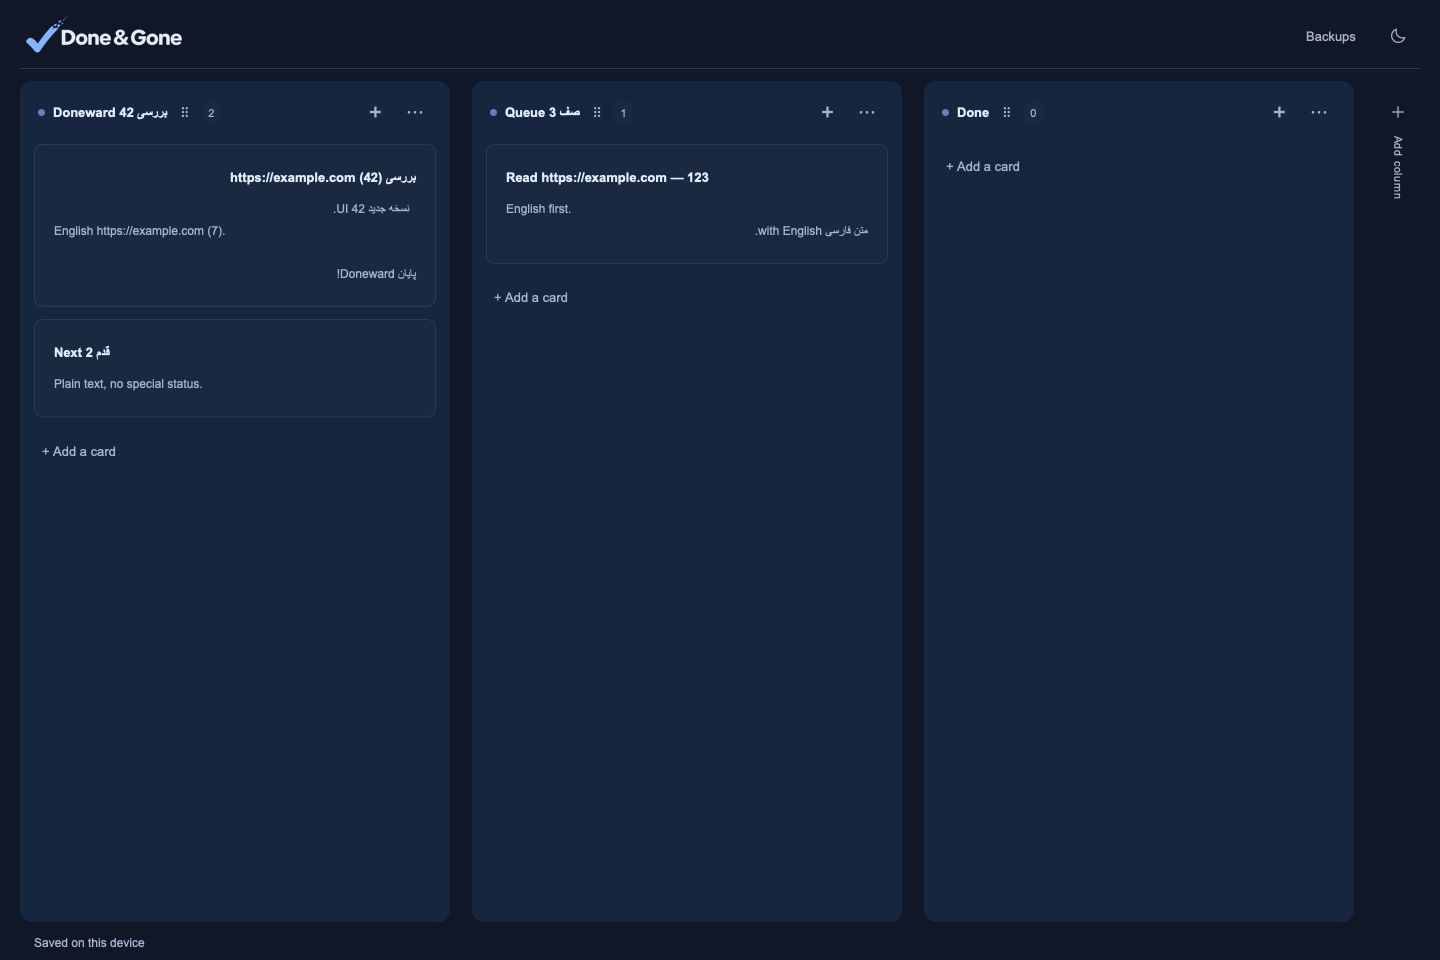 Done & Gone
Backups
Doneward 42 بررسی
2
بررسی (42) https://example.com
نسخه جدید UI 42.
English https://example.com (7).
پایان Doneward!
Next 2 قدم
Plain text, no special status.
+ Add a card
Queue 3 صف
1
Read https://example.com — 123
English first.
متن فارسی with English.
+ Add a card
Done
0
+ Add a card
Add column
Saved on this device